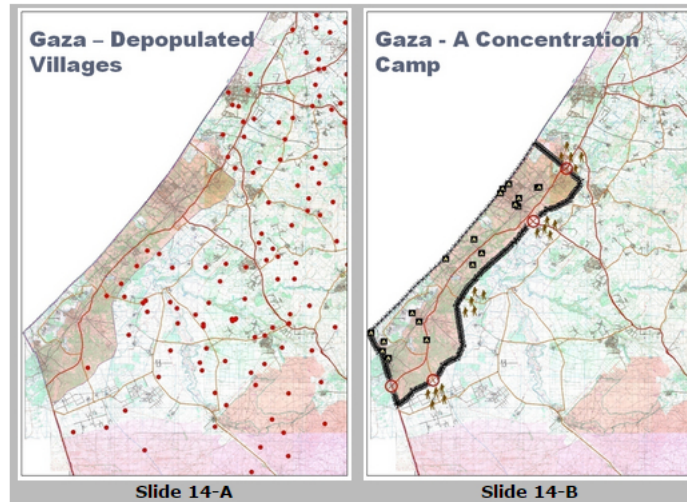 Gaza – Depopulated
Villages
Gaza - A Concentration
Camp
Slide 14-A
Slide 14-B